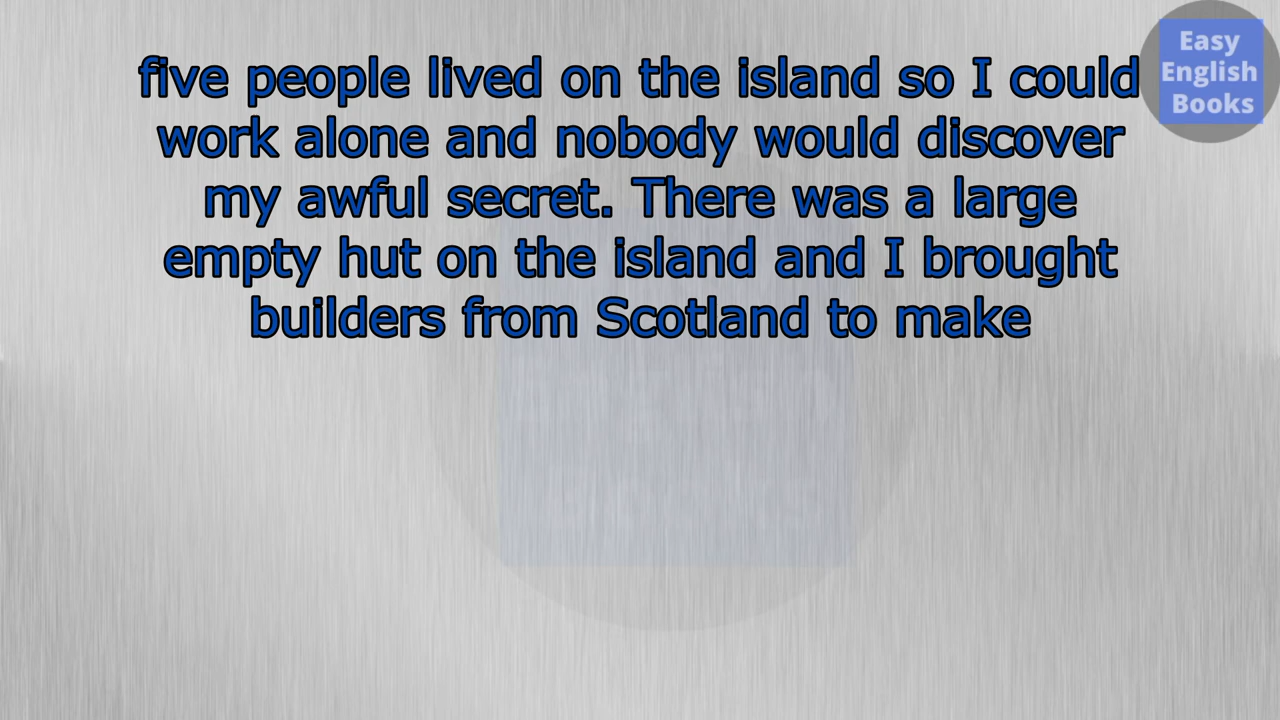 five people lived on the island so I could
work alone and nobody would discover
my awful secret. There was a large
empty hut on the island and I brought
builders from Scotland to make
Easy
English
Books